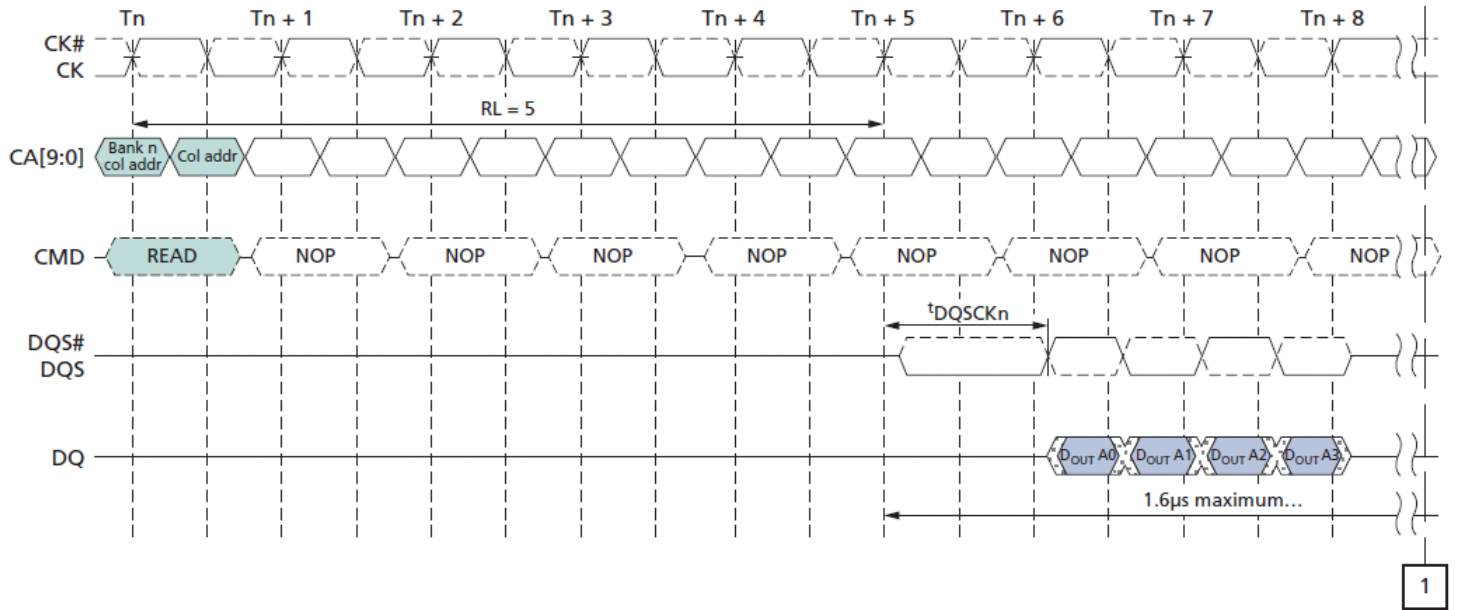 Tn Tn + 1 Tn + 2 Tn + 3 Tn + 4 Tn + 5 Tn + 6 Tn + 7 Tn + 8
CK#
CK
RL = 5
CA[9:0] Bank n col addr Col addr
CMD READ NOP NOP NOP NOP NOP NOP NOP NOP
tDQSCKn
DQS#
DQS
DQ DOUT A0 DOUT A1 DOUT A2 DOUT A3
1.6μs maximum…
1